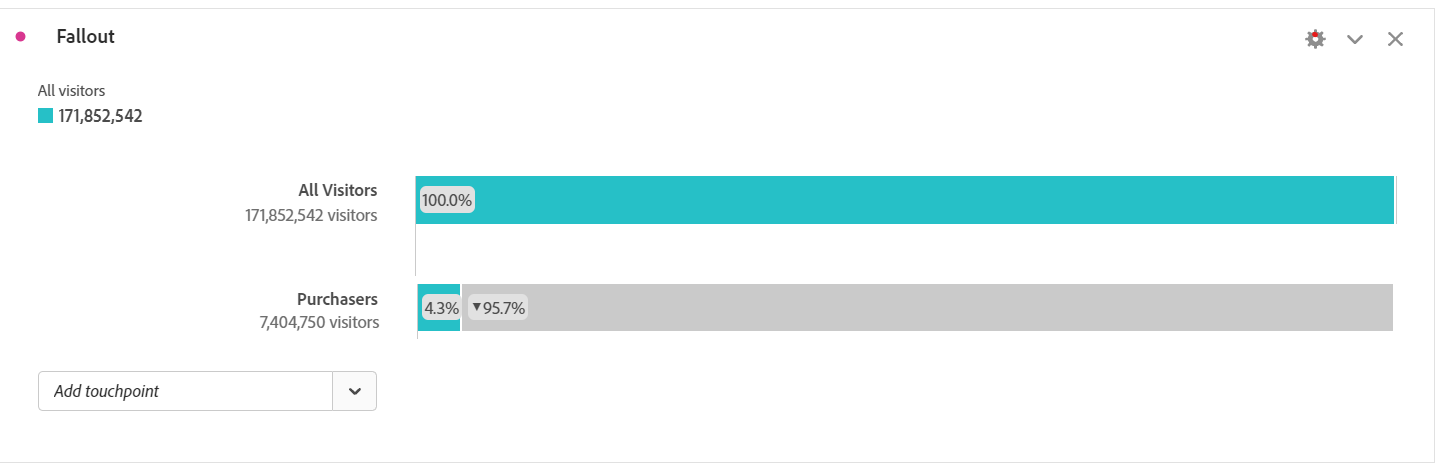 Fallout
All visitors
171,852,542
All Visitors
171,852,542 visitors
100.0%
Purchasers
7,404,750 visitors
4.3%
▼95.7%
Add touchpoint